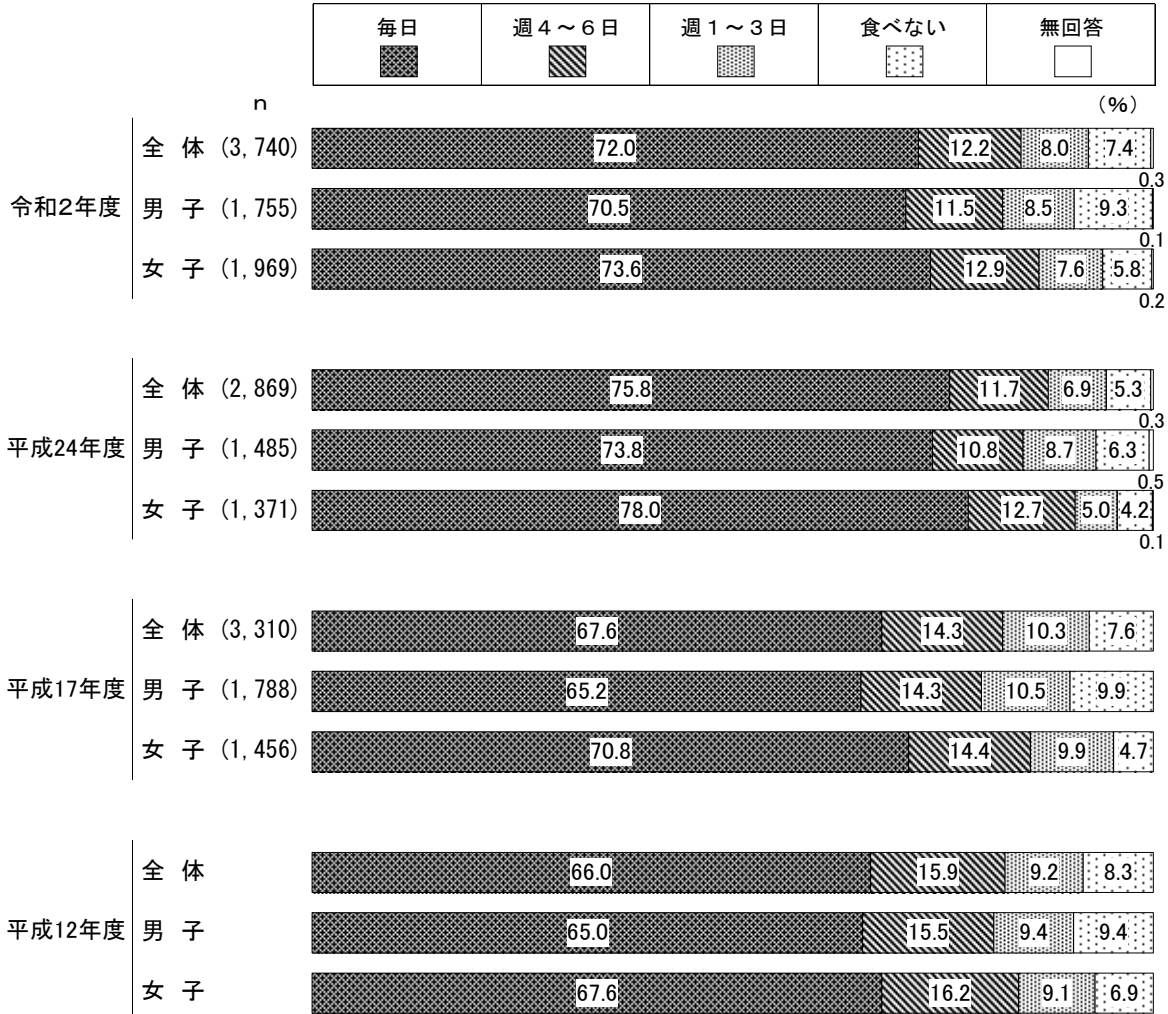 毎日 週4～6日 週1～3日 食べない 無回答
n (%)
全体 (3,740) 72.0 12.2 8.0 7.4
0.3
令和2年度 男子 (1,755) 70.5 11.5 8.5 9.3
0.1
女子 (1,969) 73.6 12.9 7.6 5.8
0.2
全体 (2,869) 75.8 11.7 6.9 5.3
0.3
平成24年度 男子 (1,485) 73.8 10.8 8.7 6.3
0.5
女子 (1,371) 78.0 12.7 5.0 4.2
0.1
全体 (3,310) 67.6 14.3 10.3 7.6
平成17年度 男子 (1,788) 65.2 14.3 10.5 9.9
女子 (1,456) 70.8 14.4 9.9 4.7
全体 66.0 15.9 9.2 8.3
平成12年度 男子 65.0 15.5 9.4 9.4
女子 67.6 16.2 9.1 6.9